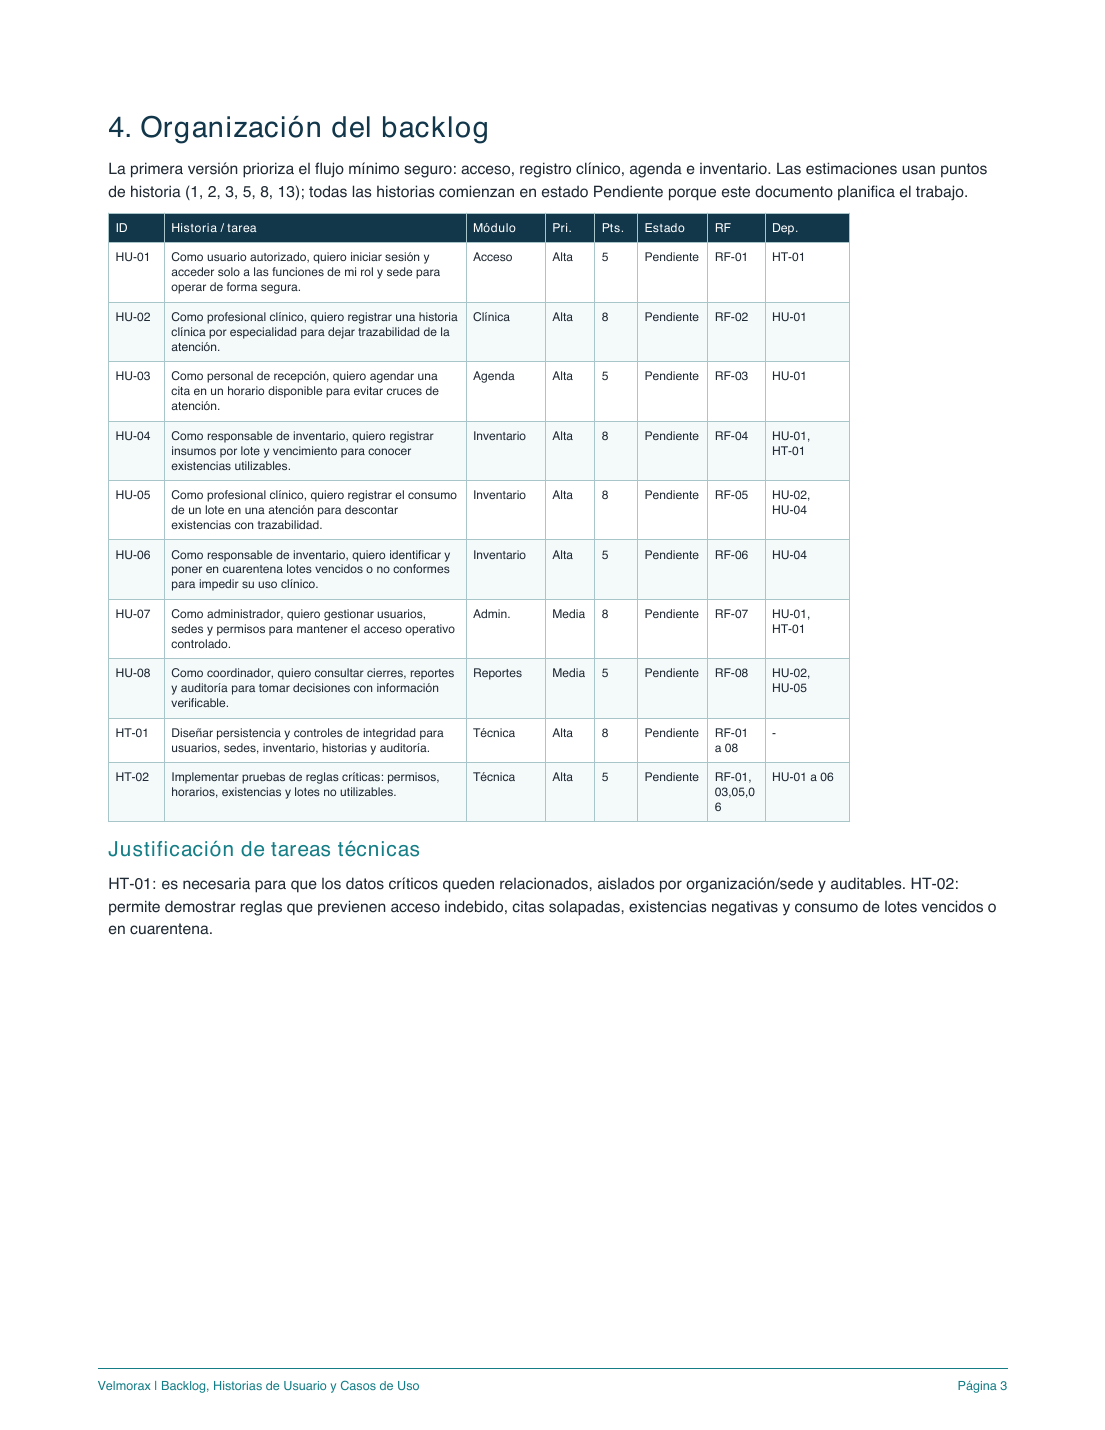 4. Organización del backlog
La primera versión prioriza el flujo mínimo seguro: acceso, registro clínico, agenda e inventario. Las estimaciones usan puntos
de historia (1, 2, 3, 5, 8, 13); todas las historias comienzan en estado Pendiente porque este documento planifica el trabajo.
ID Historia / tarea Módulo Pri. Pts. Estado RF Dep.
HU-01 Como usuario autorizado, quiero iniciar sesión y Acceso Alta 5 Pendiente RF-01 HT-01
acceder solo a las funciones de mi rol y sede para
operar de forma segura.
HU-02 Como profesional clínico, quiero registrar una historia Clínica Alta 8 Pendiente RF-02 HU-01
clínica por especialidad para dejar trazabilidad de la
atención.
HU-03 Como personal de recepción, quiero agendar una Agenda Alta 5 Pendiente RF-03 HU-01
cita en un horario disponible para evitar cruces de
atención.
HU-04 Como responsable de inventario, quiero registrar Inventario Alta 8 Pendiente RF-04 HU-01,
insumos por lote y vencimiento para conocer HT-01
existencias utilizables.
HU-05 Como profesional clínico, quiero registrar el consumo Inventario Alta 8 Pendiente RF-05 HU-02,
de un lote en una atención para descontar HU-04
existencias con trazabilidad.
HU-06 Como responsable de inventario, quiero identificar y Inventario Alta 5 Pendiente RF-06 HU-04
poner en cuarentena lotes vencidos o no conformes
para impedir su uso clínico.
HU-07 Como administrador, quiero gestionar usuarios, Admin. Media 8 Pendiente RF-07 HU-01,
sedes y permisos para mantener el acceso operativo HT-01
controlado.
HU-08 Como coordinador, quiero consultar cierres, reportes Reportes Media 5 Pendiente RF-08 HU-02,
y auditoría para tomar decisiones con información HU-05
verificable.
HT-01 Diseñar persistencia y controles de integridad para Técnica Alta 8 Pendiente RF-01 -
usuarios, sedes, inventario, historias y auditoría. a 08
HT-02 Implementar pruebas de reglas críticas: permisos, Técnica Alta 5 Pendiente RF-01, HU-01 a 06
horarios, existencias y lotes no utilizables. 03,05,0
6
Justificación de tareas técnicas
HT-01: es necesaria para que los datos críticos queden relacionados, aislados por organización/sede y auditables. HT-02:
permite demostrar reglas que previenen acceso indebido, citas solapadas, existencias negativas y consumo de lotes vencidos o
en cuarentena.
Velmorax | Backlog, Historias de Usuario y Casos de Uso Página 3